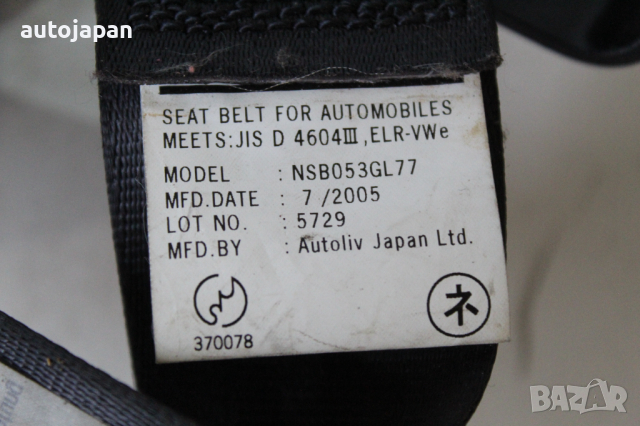 autojapan
SEAT BELT FOR AUTOMOBILES
MEETS:JIS D 4604Ⅲ,ELR-VWe
MODEL : NSB053GL77
MFD.DATE : 7 /2005
LOT NO. : 5729
MFD.BY : Autoliv Japan Ltd.
370078
ネ
BAZAR